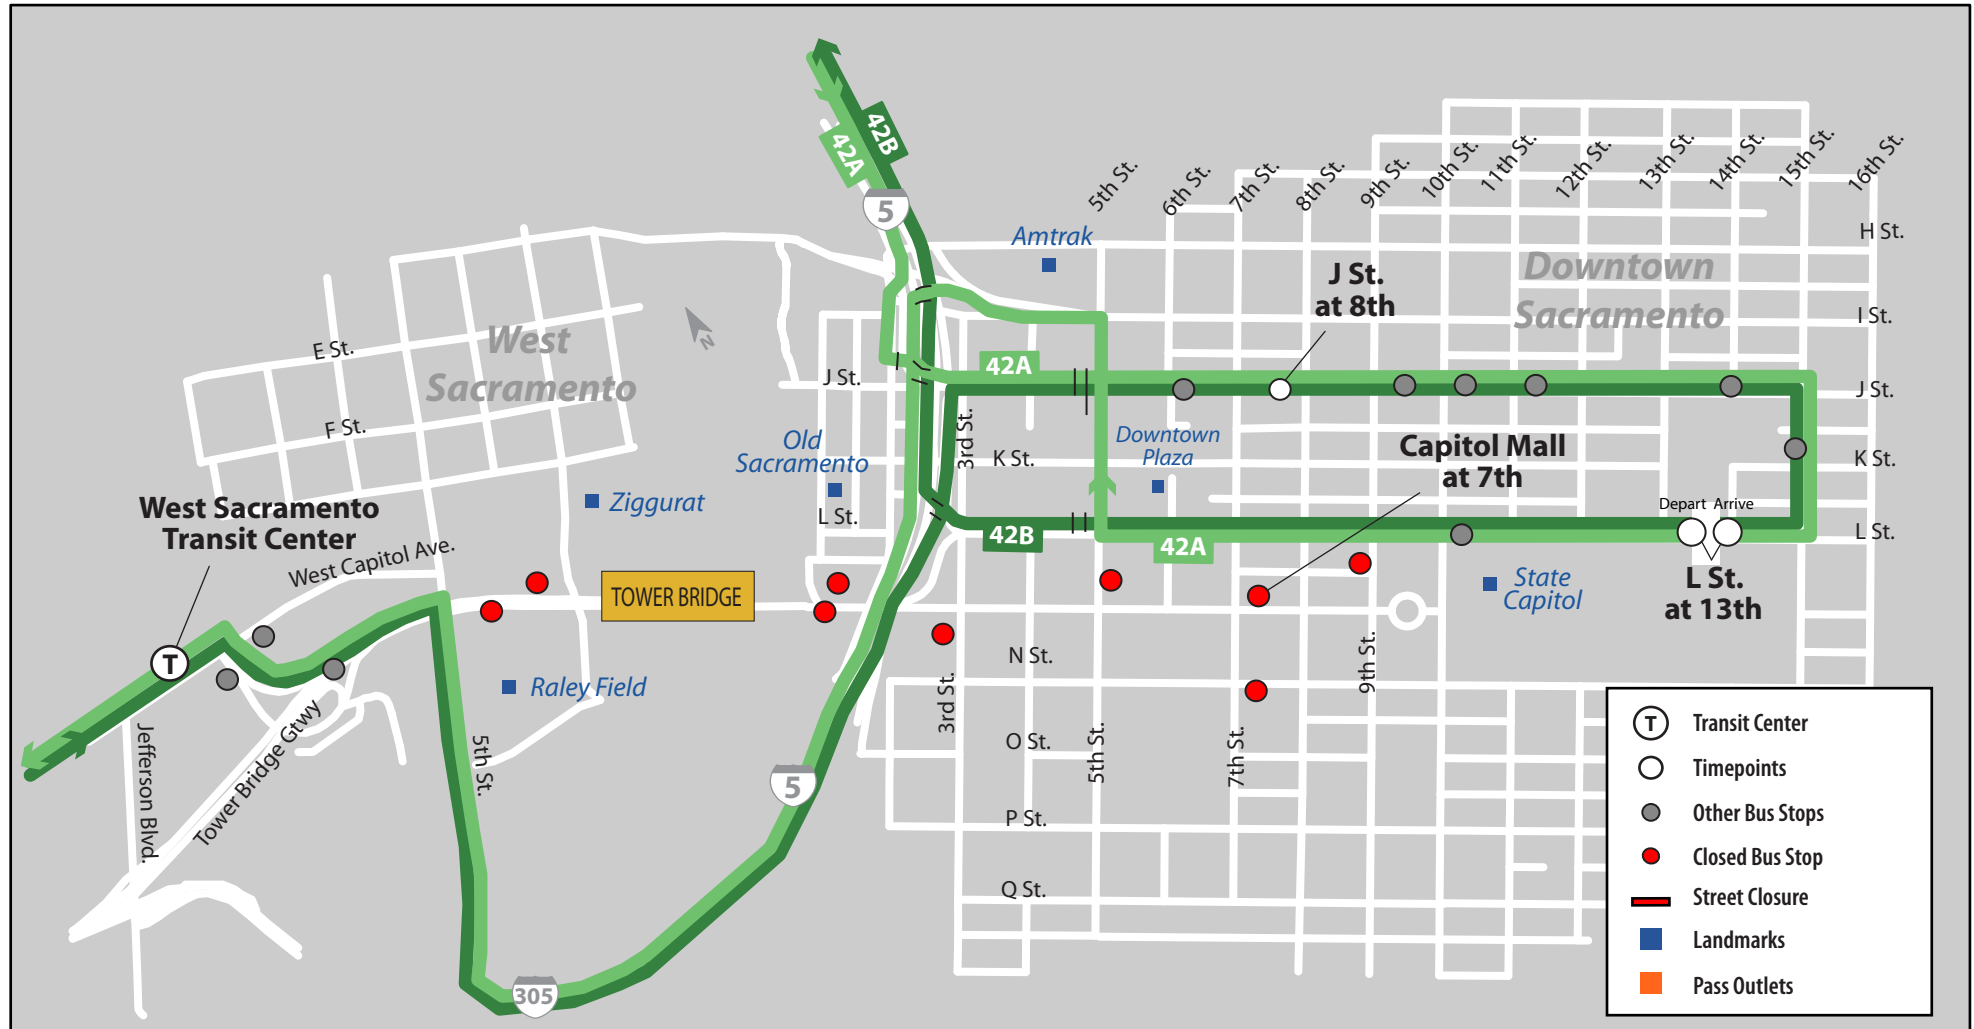 42B
42A
5
5th St.
6th St.
7th St.
8th St.
9th St.
10th St.
11th St.
12th St.
13th St.
14th St.
15th St.
16th St.
H St.
Amtrak
J St.
at 8th
Downtown
Sacramento
I St.
E St.
West
Sacramento
N
42A
J St.
J St.
F St.
3rd St.
Old
Sacramento
K St.
Downtown
Plaza
Capitol Mall
at 7th
K St.
Ziggurat
West Sacramento
Transit Center
L St.
42B
42A
Depart
Arrive
L St.
West Capitol Ave.
TOWER BRIDGE
State
Capitol
L St.
at 13th
T
N St.
9th St.
Raley Field
3rd St.
Jefferson Blvd.
Tower Bridge Gtwy
5th St.
O St.
5th St.
7th St.
5
P St.
Q St.
305
T
Transit Center
Timepoints
Other Bus Stops
Closed Bus Stop
Street Closure
Landmarks
Pass Outlets